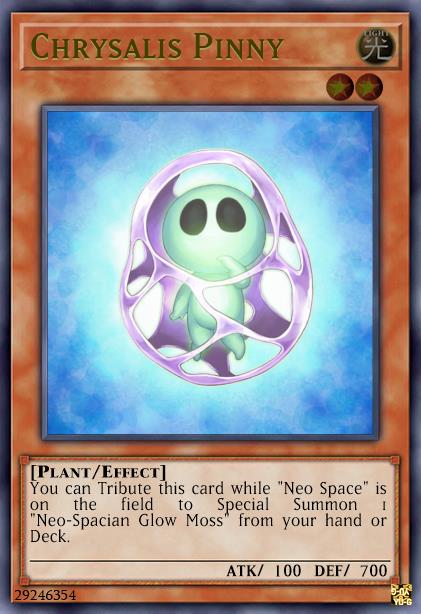 Chrysalis Pinny
LIGHT
光
[Plant/Effect]
You can Tribute this card while "Neo Space" is
on the field to Special Summon 1
"Neo-Spacian Glow Moss" from your hand or
Deck.
ATK/ 100 DEF/ 700
29246354